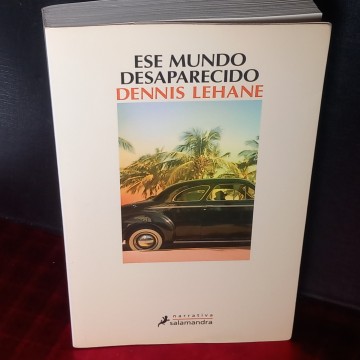 ESE MUNDO
DESAPARECIDO
DENNIS LEHANE
narrativa
salamandra